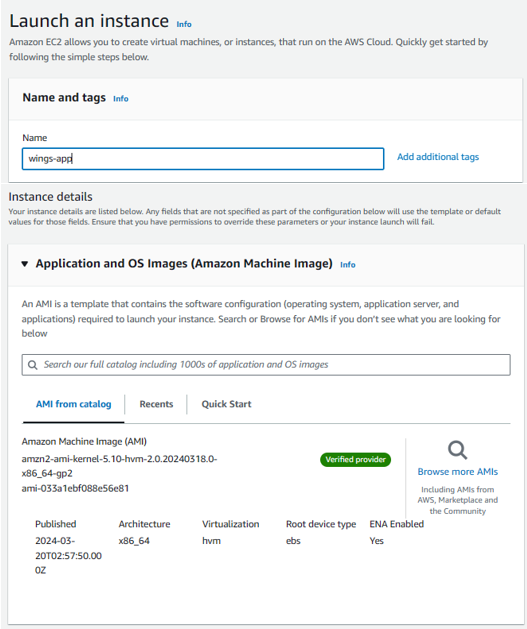 Launch an instance Info
Amazon EC2 allows you to create virtual machines, or instances, that run on the AWS Cloud. Quickly get started by
following the simple steps below.
Name and tags Info
Name
wings-app
Add additional tags
Instance details
Your instance details are listed below. Any fields that are not specified as part of the configuration below will use the template or default
values for those fields. Ensure that you have permissions to override these parameters or your instance launch will fail.
Application and OS Images (Amazon Machine Image) Info
An AMI is a template that contains the software configuration (operating system, application server, and
applications) required to launch your instance. Search or Browse for AMIs if you don't see what you are looking for
below
Search our full catalog including 1000s of application and OS images
AMI from catalog
Recents
Quick Start
Amazon Machine Image (AMI)
amzn2-ami-kernel-5.10-hvm-2.0.20240318.0-
x86_64-gp2
ami-033a1ebf088e56e81
Verified provider
Browse more AMIs
Including AMIs from
AWS, Marketplace and
the Community
Published Architecture Virtualization Root device type ENA Enabled
2024-03- x86_64 hvm ebs Yes
20T02:57:50.00
0Z